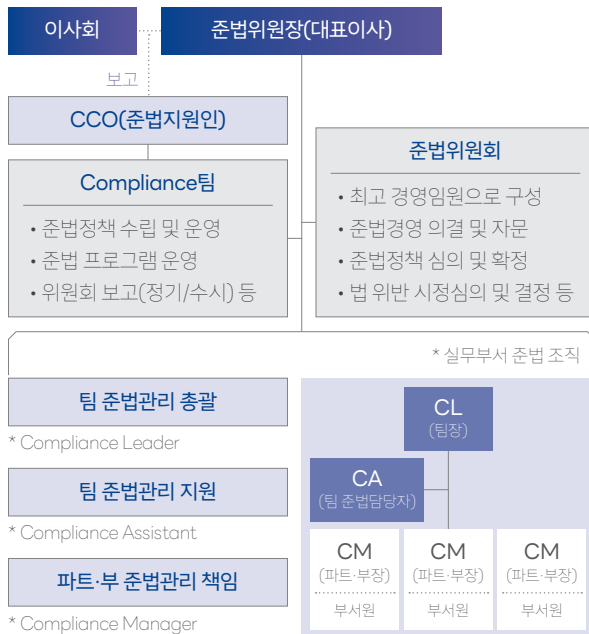 이사회
준법위원장(대표이사)
보고
CCO(준법지원인)
Compliance팀
• 준법정책 수립 및 운영
• 준법 프로그램 운영
• 위원회 보고(정기/수시) 등
준법위원회
• 최고 경영임원으로 구성
• 준법경영 의결 및 자문
• 준법정책 심의 및 확정
• 법 위반 시정심의 및 결정 등
* 실무부서 준법 조직
팀 준법관리 총괄
* Compliance Leader
팀 준법관리 지원
* Compliance Assistant
파트·부 준법관리 책임
* Compliance Manager
CL
(팀장)
CA
(팀 준법담당자)
CM
(파트·부장)
부서원
CM
(파트·부장)
부서원
CM
(파트·부장)
부서원